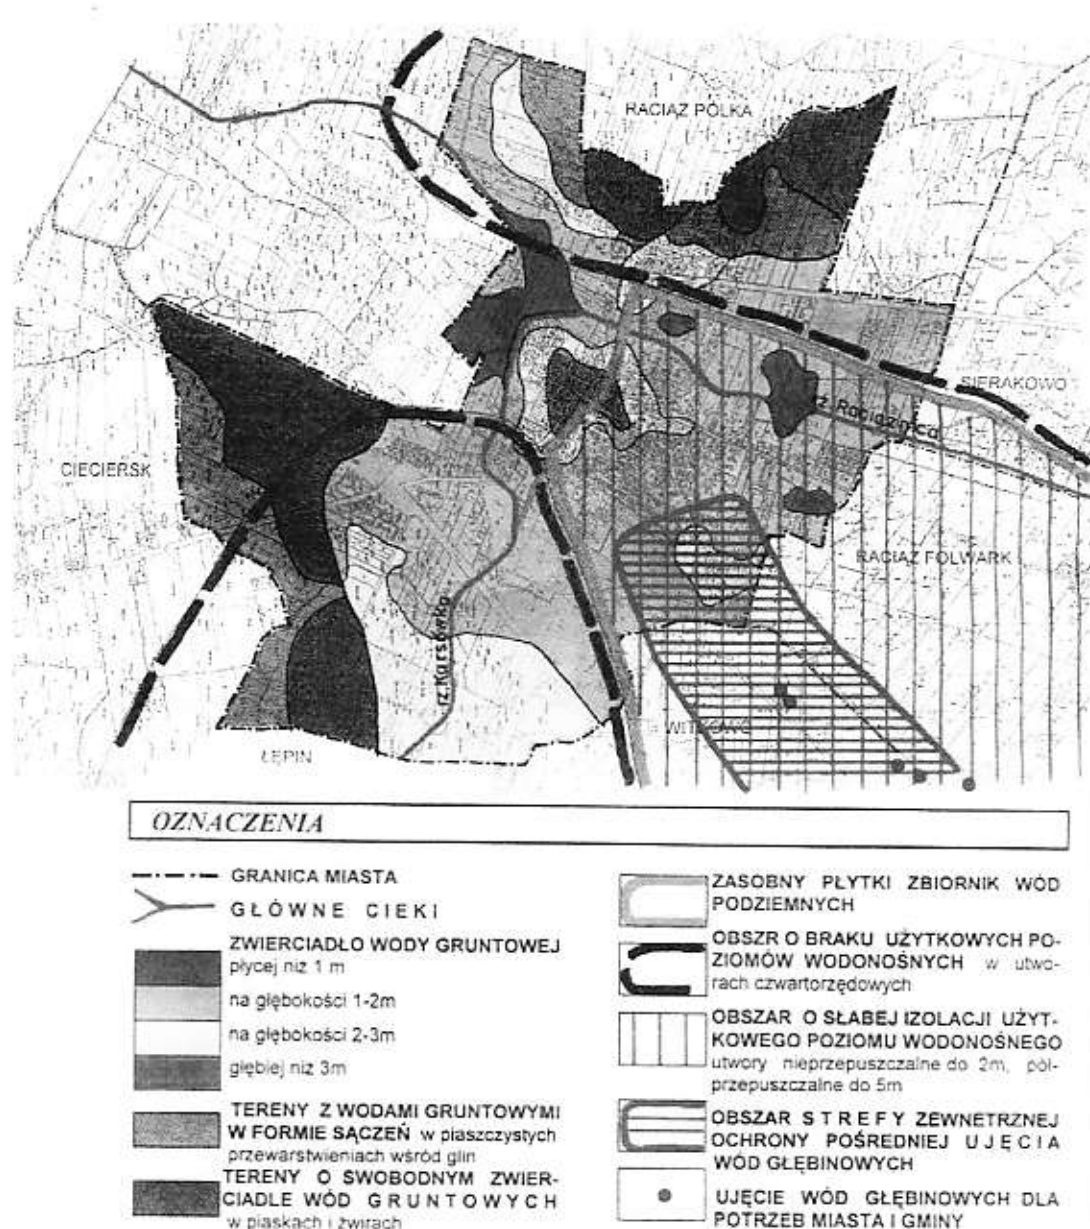 RACIĄŻ POLKA
SIERAKOWO
rz. Raciążnica
CIECIERSK
RACIĄŻ FOLWARK
rz. Karsówka
WITKOWO
ŁĘPIN
OZNACZENIA
GRANICA MIASTA
GŁÓWNE CIEKI
ZWIERCIADŁO WODY GRUNTOWEJ
płycej niż 1 m
na głębokości 1-2m
na głębokości 2-3m
głębiej niż 3m
TERENY Z WODAMI GRUNTOWYMI
W FORMIE SĄCZEŃ w piaszczystych
przewarstwieniach wśród glin
TERENY O SWOBODNYM ZWIER-
CIADLE WÓD GRUNTOWYCH
w piaskach i żwirach
ZASOBNY PŁYTKI ZBIORNIK WÓD
PODZIEMNYCH
OBSZR O BRAKU UŻYTKOWYCH PO-
ZIOMÓW WODONOŚNYCH w utwo-
rach czwartorzędowych
OBSZAR O SŁABEJ IZOLACJI UŻYT-
KOWEGO POZIOMU WODONOŚNEGO
utwory nieprzepuszczalne do 2m, pół-
przepuszczalne do 5m
OBSZAR STREFY ZEWNETRZNEJ
OCHRONY POŚREDNIEJ UJĘCIA
WÓD GŁĘBINOWYCH
UJĘCIE WÓD GŁĘBINOWYCH DLA
POTRZEB MIASTA I GMINY